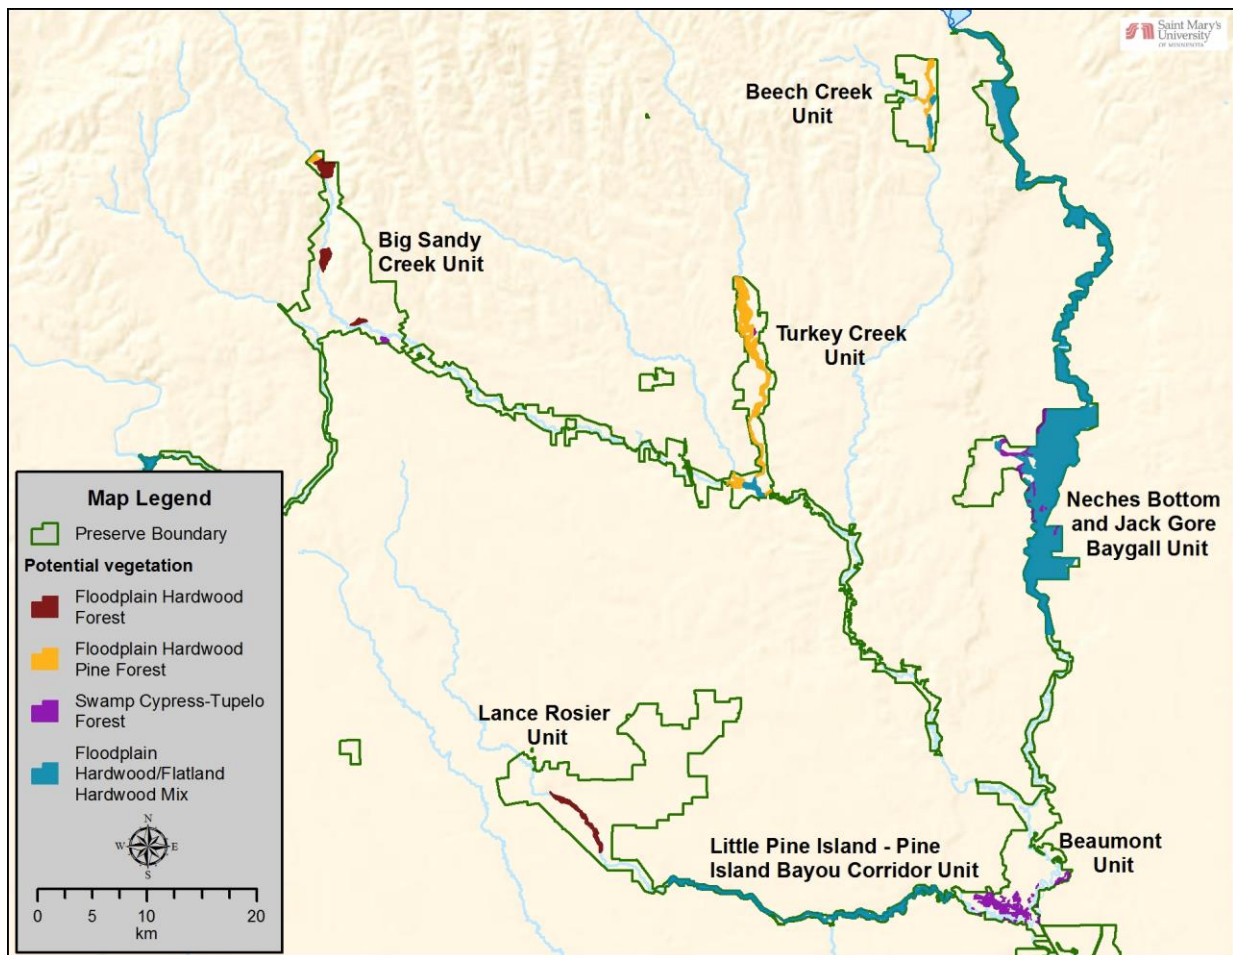 Saint Mary's
University
OF MINNESOTA
Beech Creek
Unit
Big Sandy
Creek Unit
Turkey Creek
Unit
Neches Bottom
and Jack Gore
Baygall Unit
Lance Rosier
Unit
Little Pine Island - Pine
Island Bayou Corridor Unit
Beaumont
Unit
Map Legend
Preserve Boundary
Potential vegetation
Floodplain Hardwood
Forest
Floodplain Hardwood
Pine Forest
Swamp Cypress-Tupelo
Forest
Floodplain
Hardwood/Flatland
Hardwood Mix
N
W E
S
0 5 10 20
km